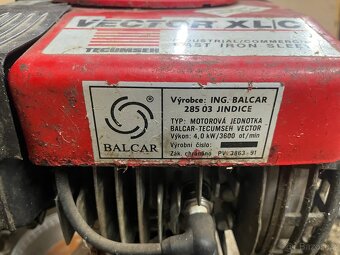 VECTOR XL/C
TECUMSEH
INDUSTRIAL/COMMERCIAL
CAST IRON SLEEVE
Výrobce: ING. BALCAR
285 03 JINDICE
TYP: MOTOROVÁ JEDNOTKA
BALCAR-TECUMSEH VECTOR
Výkon: 4,0 kW/3600 ot/min
Výrobní číslo:
Zák. chráněno PV: 3863-91
BALCAR